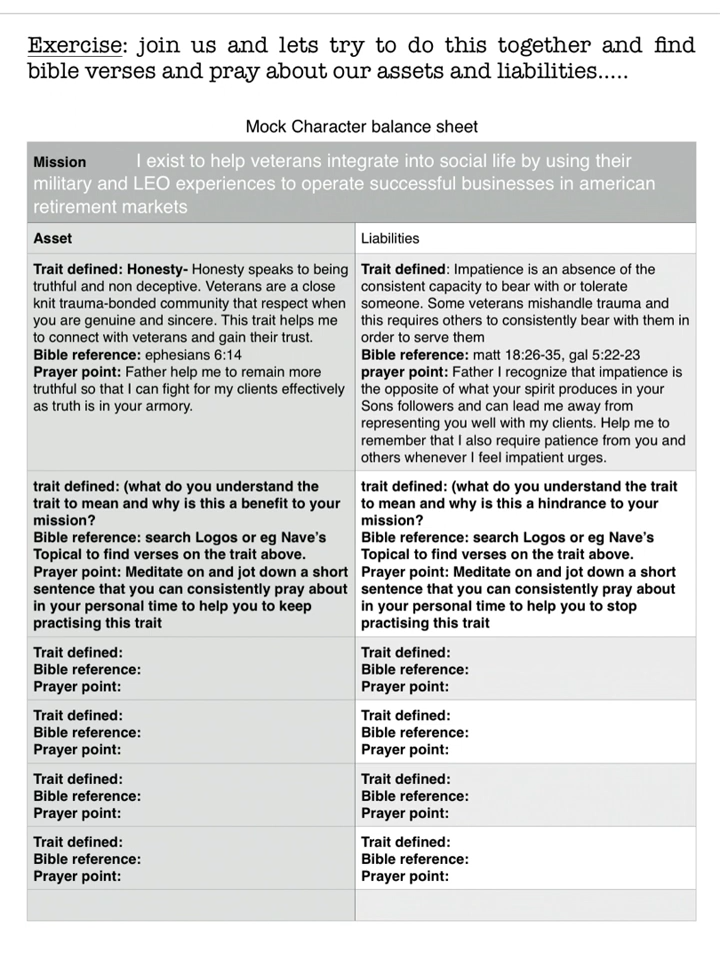 Exercise: join us and lets try to do this together and find
bible verses and pray about our assets and liabilities.....
Mock Character balance sheet
Mission I exist to help veterans integrate into social life by using their
military and LEO experiences to operate successful businesses in american
retirement markets
Asset
Liabilities
Trait defined: Honesty- Honesty speaks to being
truthful and non deceptive. Veterans are a close
knit trauma-bonded community that respect when
you are genuine and sincere. This trait helps me
to connect with veterans and gain their trust.
Bible reference: ephesians 6:14
Prayer point: Father help me to remain more
truthful so that I can fight for my clients effectively
as truth is in your armory.
Trait defined: Impatience is an absence of the
consistent capacity to bear with or tolerate
someone. Some veterans mishandle trauma and
this requires others to consistently bear with them in
order to serve them
Bible reference: matt 18:26-35, gal 5:22-23
prayer point: Father I recognize that impatience is
the opposite of what your spirit produces in your
Sons followers and can lead me away from
representing you well with my clients. Help me to
remember that I also require patience from you and
others whenever I feel impatient urges.
trait defined: (what do you understand the
trait to mean and why is this a benefit to your
mission?
Bible reference: search Logos or eg Nave's
Topical to find verses on the trait above.
Prayer point: Meditate on and jot down a short
sentence that you can consistently pray about
in your personal time to help you to keep
practising this trait
trait defined: (what do you understand the trait
to mean and why is this a hindrance to your
mission?
Bible reference: search Logos or eg Nave's
Topical to find verses on the trait above.
Prayer point: Meditate on and jot down a short
sentence that you can consistently pray about
in your personal time to help you to stop
practising this trait
Trait defined:
Bible reference:
Prayer point:
Trait defined:
Bible reference:
Prayer point:
Trait defined:
Bible reference:
Prayer point:
Trait defined:
Bible reference:
Prayer point:
Trait defined:
Bible reference:
Prayer point:
Trait defined:
Bible reference:
Prayer point:
Trait defined:
Bible reference:
Prayer point:
Trait defined:
Bible reference:
Prayer point: